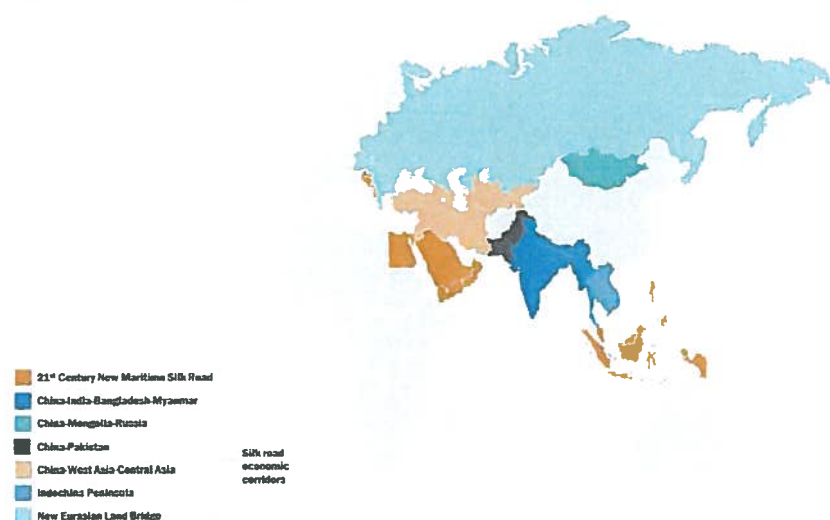 21st Century New Maritime Silk Road
China-India-Bangladesh-Myanmar
China-Mongolia-Russia
China-Pakistan
China-West Asia-Central Asia
Indochina Peninsula
New Eurasian Land Bridge
Silk road
economic
corridors